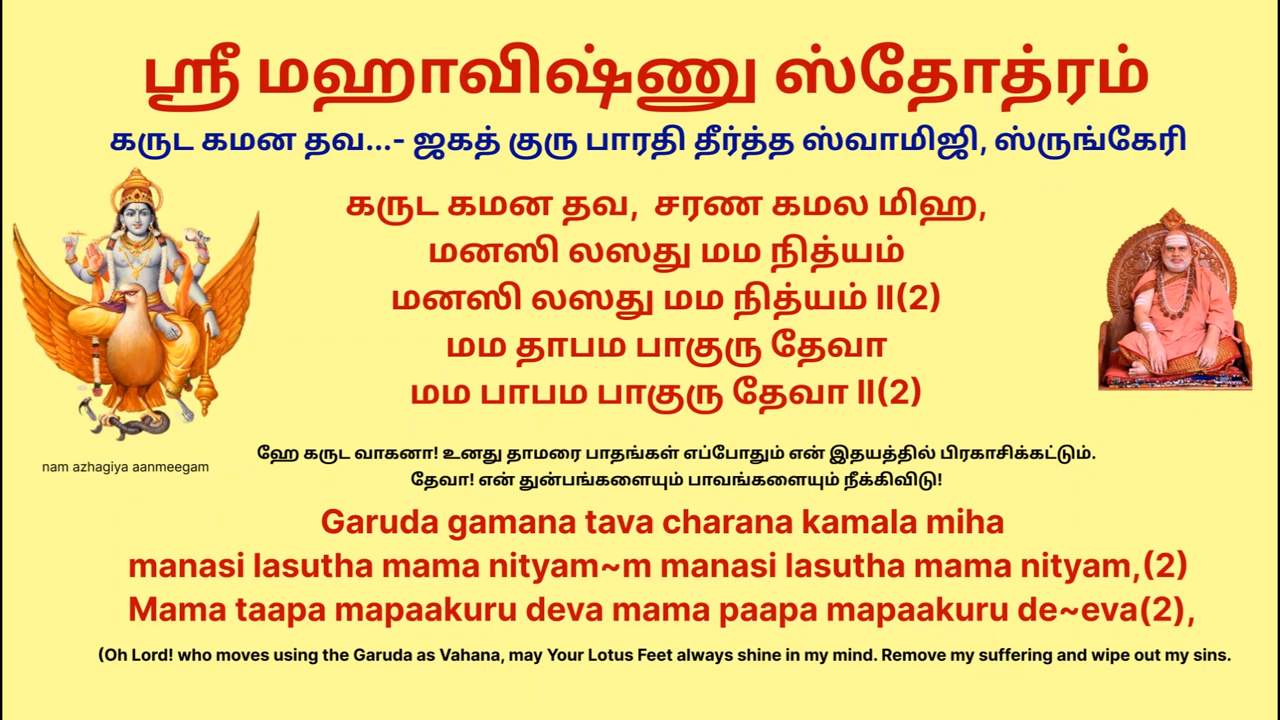 ஸ்ரீ மஹாவிஷ்ணு ஸ்தோத்ரம்
கருட கமன தவ...- ஜகத் குரு பாரதி தீர்த்த ஸ்வாமிஜி, ஸ்ருங்கேரி
கருட கமன தவ, சரண கமல மிஹ,
மனஸி லஸது மம நித்யம்
மனஸி லஸது மம நித்யம் II(2)
மம தாபம பாகுரு தேவா
மம பாபம பாகுரு தேவா II(2)
ஹே கருட வாகனா! உனது தாமரை பாதங்கள் எப்போதும் என் இதயத்தில் பிரகாசிக்கட்டும்.
nam azhagiya aanmeegam
தேவா! என் துன்பங்களையும் பாவங்களையும் நீக்கிவிடு!
Garuda gamana tava charana kamala miha
manasi lasutha mama nityam~m manasi lasutha mama nityam,(2)
Mama taapa mapaakuru deva mama paapa mapaakuru de~eva(2),
(Oh Lord! who moves using the Garuda as Vahana, may Your Lotus Feet always shine in my mind. Remove my suffering and wipe out my sins.